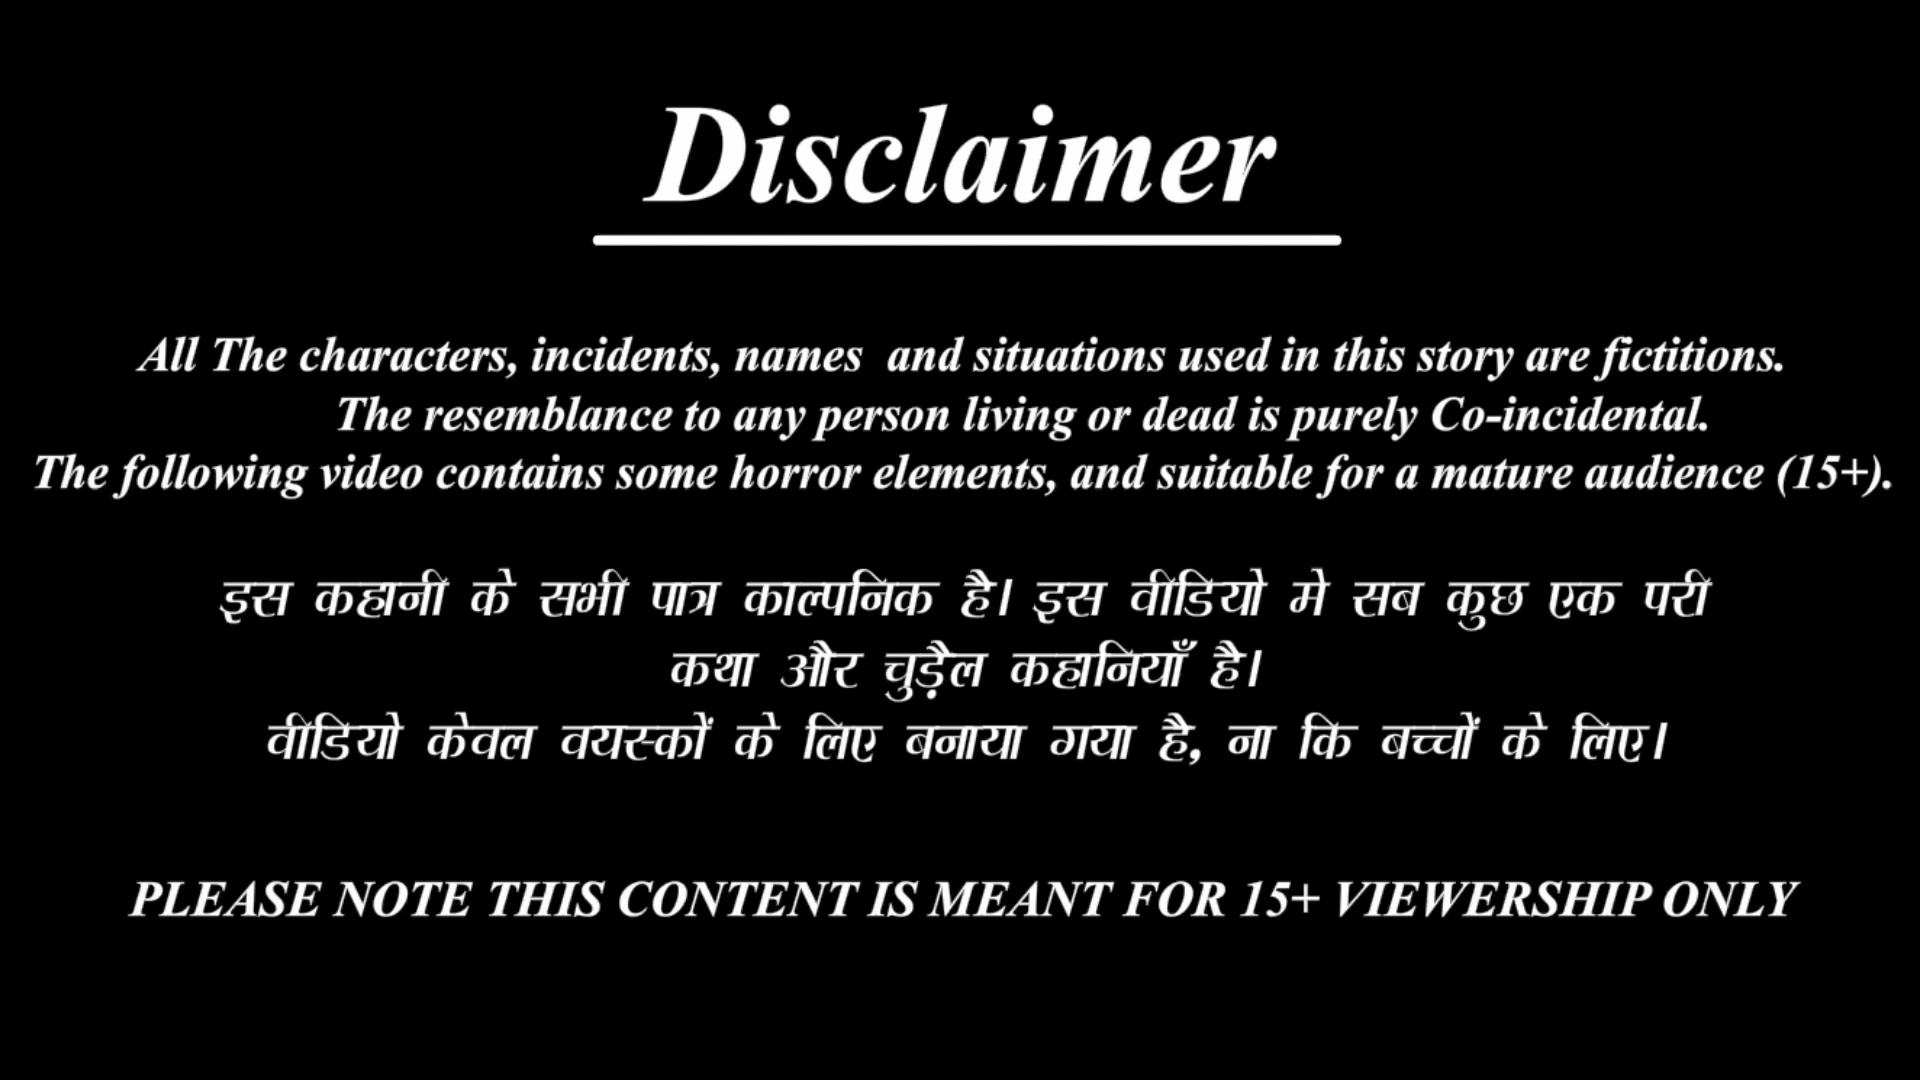 Disclaimer
All The characters, incidents, names and situations used in this story are fictitions.
The resemblance to any person living or dead is purely Co-incidental.
The following video contains some horror elements, and suitable for a mature audience (15+).
इस कहानी के सभी पात्र काल्पनिक है। इस वीडियो मे सब कुछ एक परी
कथा और चुड़ैल कहानियाँ है।
वीडियो केवल वयस्कों के लिए बनाया गया है, ना कि बच्चों के लिए।
PLEASE NOTE THIS CONTENT IS MEANT FOR 15+ VIEWERSHIP ONLY